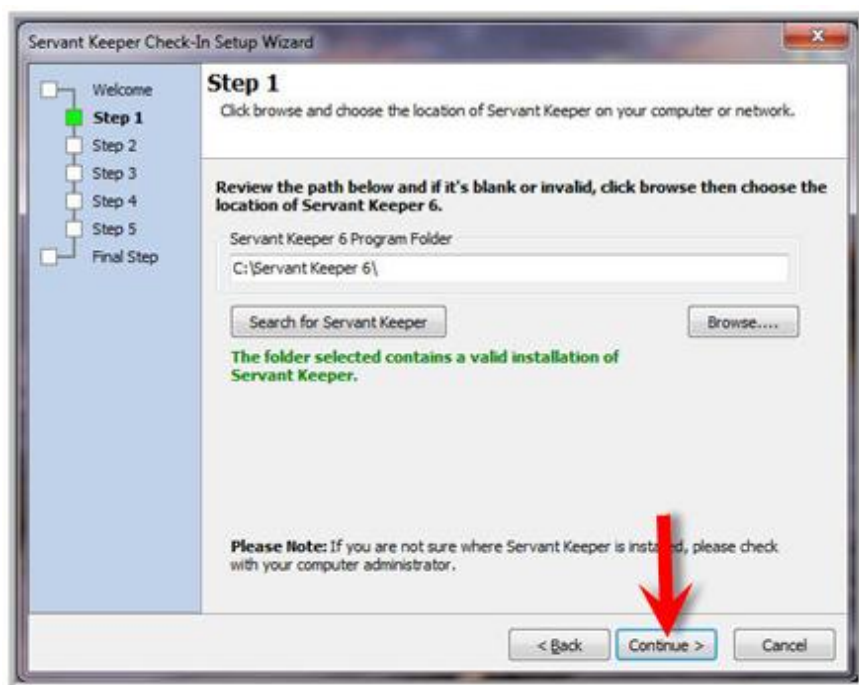 Servant Keeper Check-In Setup Wizard
Welcome
Step 1
Step 2
Step 3
Step 4
Step 5
Final Step
Step 1
Click browse and choose the location of Servant Keeper on your computer or network.
Review the path below and if it's blank or invalid, click browse then choose the
location of Servant Keeper 6.
Servant Keeper 6 Program Folder
C:\Servant Keeper 6\
Search for Servant Keeper
Browse....
The folder selected contains a valid installation of
Servant Keeper.
Please Note: If you are not sure where Servant Keeper is installed, please check
with your computer administrator.
< Back
Continue >
Cancel